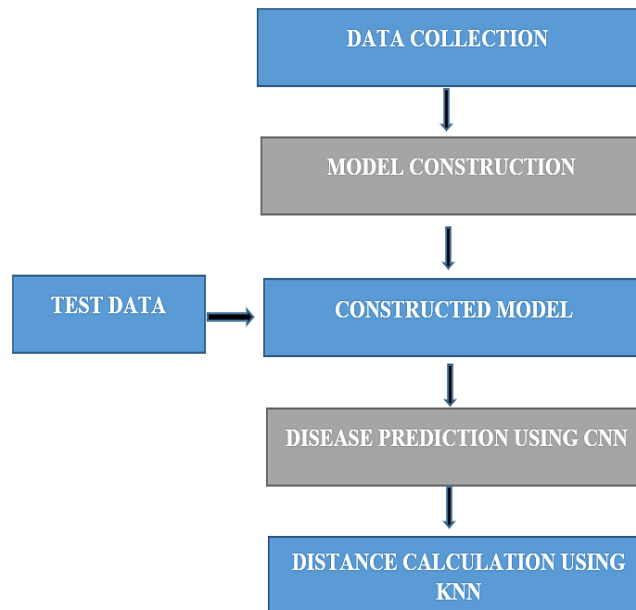 DATA COLLECTION
MODEL CONSTRUCTION
TEST DATA
CONSTRUCTED MODEL
DISEASE PREDICTION USING CNN
DISTANCE CALCULATION USING
KNN